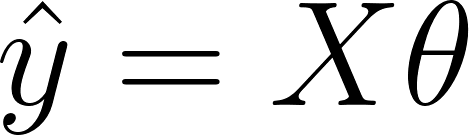 ŷ = Xθ